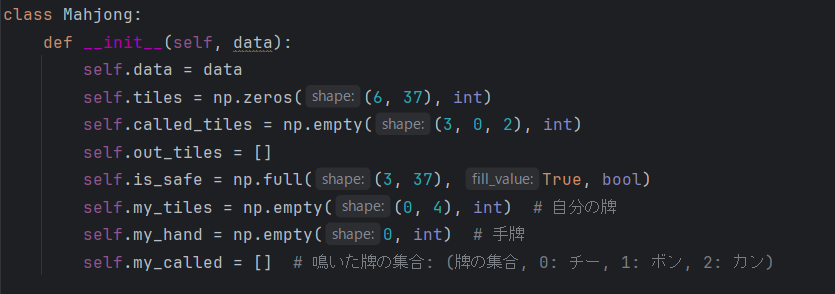 class Mahjong:
def __init__(self, data):
self.data = data
self.tiles = np.zeros( shape: (6, 37), int)
self.called_tiles = np.empty( shape: (3, 0, 2), int)
self.out_tiles = []
self.is_safe = np.full( shape: (3, 37), fill_value: True, bool)
self.my_tiles = np.empty( shape: (0, 4), int)  # 自分の牌
self.my_hand = np.empty( shape: 0, int)  # 手牌
self.my_called = []  # 鳴いた牌の集合: (牌の集合, 0: チー, 1: ボン, 2: カン)